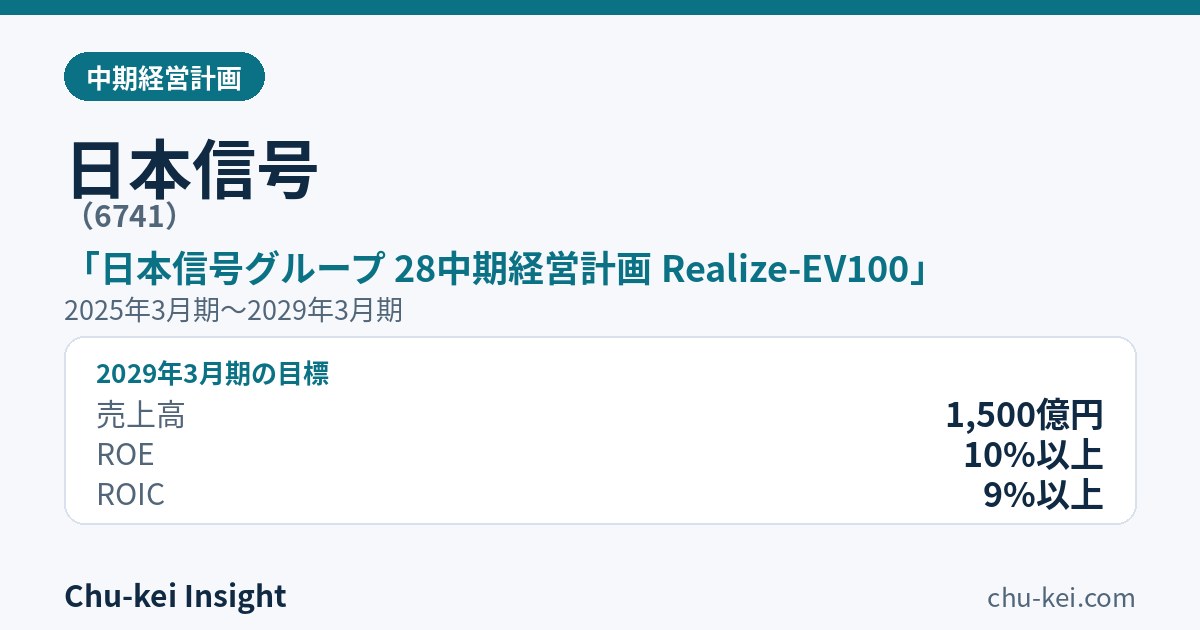 中期経営計画
日本信号
（6741）
「日本信号グループ 28中期経営計画 Realize-EV100」
2025年3月期～2029年3月期
2029年3月期の目標
売上高 1,500億円
ROE 10%以上
ROIC 9%以上
Chu-kei Insight chu-kei.com